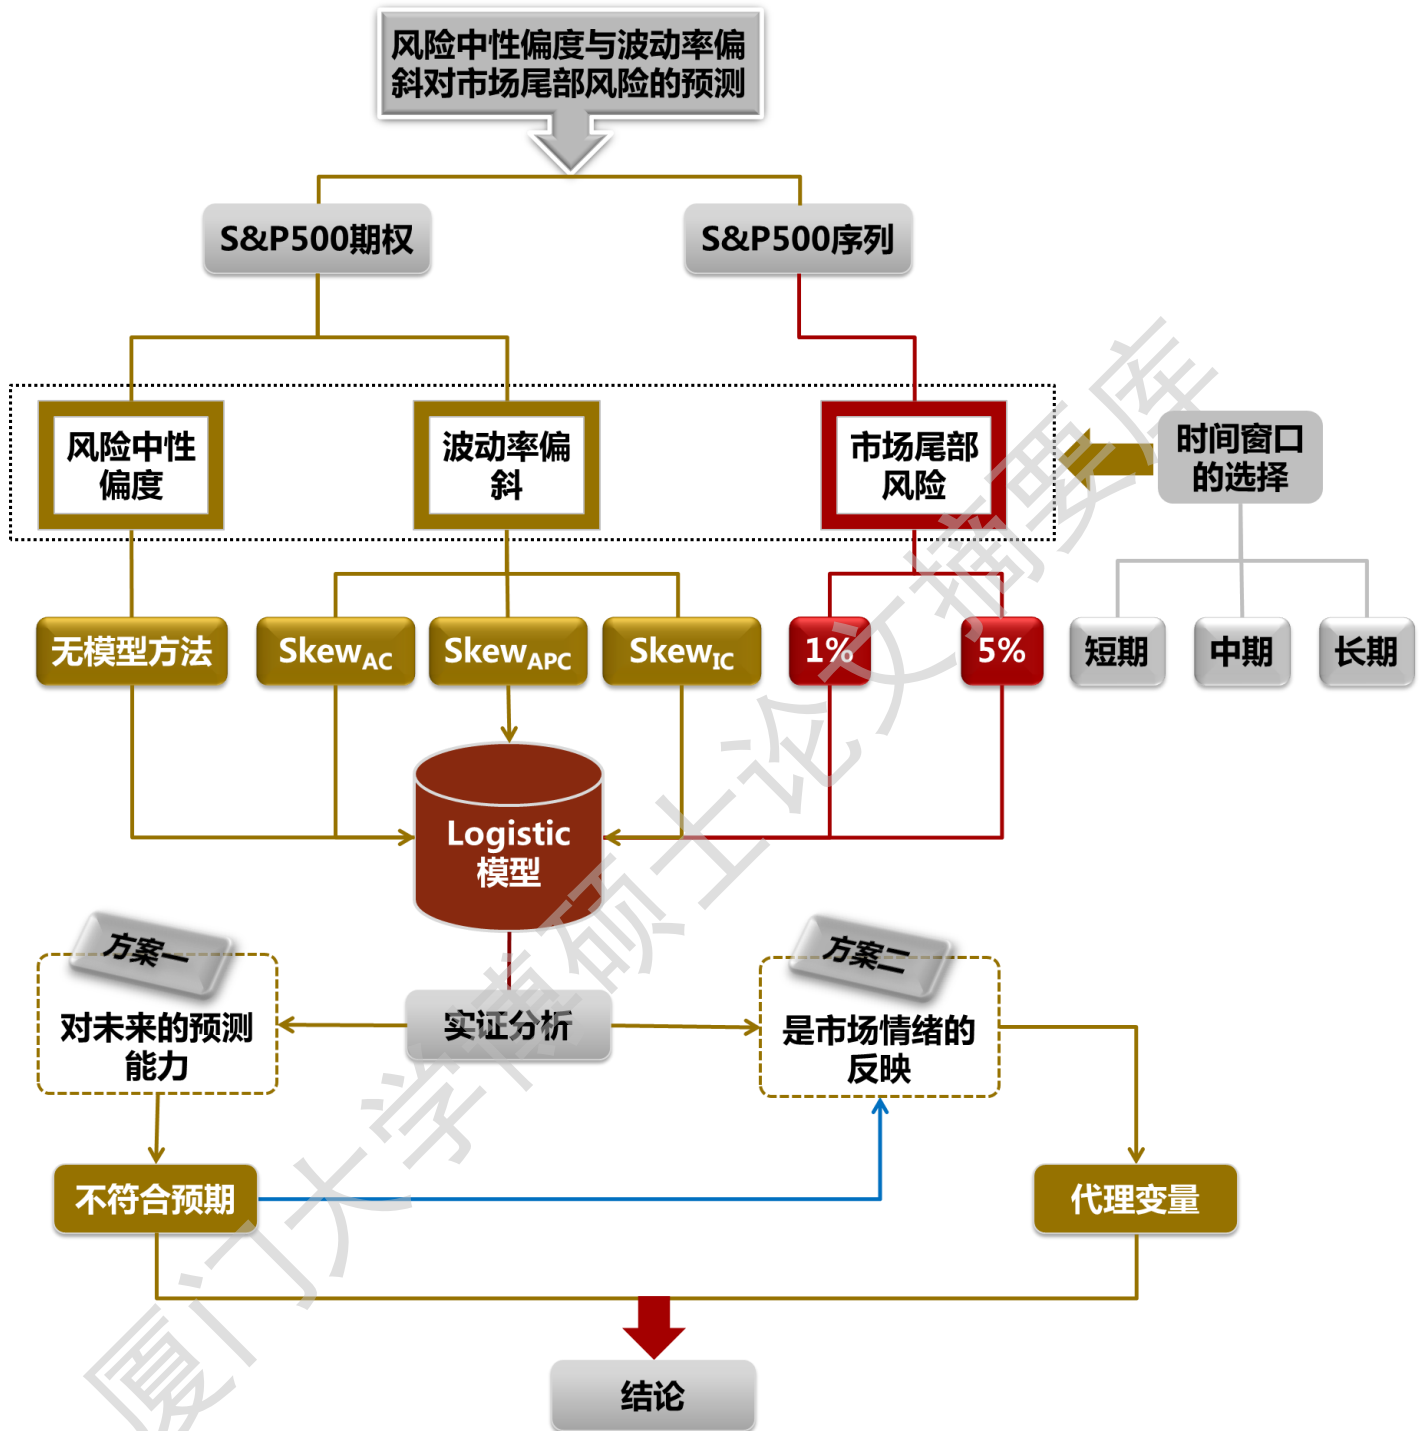 风险中性偏度与波动率偏
斜对市场尾部风险的预测
S&P500期权
S&P500序列
风险中性
偏度
波动率偏
斜
市场尾部
风险
时间窗口
的选择
无模型方法
SkewAC
SkewAPC
SkewIC
1%
5%
短期
中期
长期
Logistic
模型
方案一
对未来的预测
能力
实证分析
方案二
是市场情绪的
反映
不符合预期
代理变量
结论
厦门大学博硕士论文摘要库